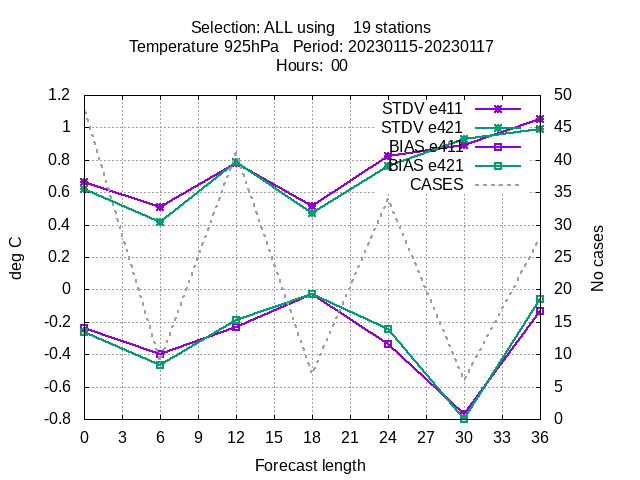 Selection: ALL using    19 stations
Temperature 925hPa   Period: 20230115-20230117
Hours:  00
1.2
1
0.8
0.6
0.4
0.2
0
-0.2
-0.4
-0.6
-0.8
deg C
STDV e411
STDV e421
BIAS e411
BIAS e421
CASES
50
45
40
35
30
25
20
15
10
5
0
No cases
0 3 6 9 12 15 18 21 24 27 30 33 36
Forecast length